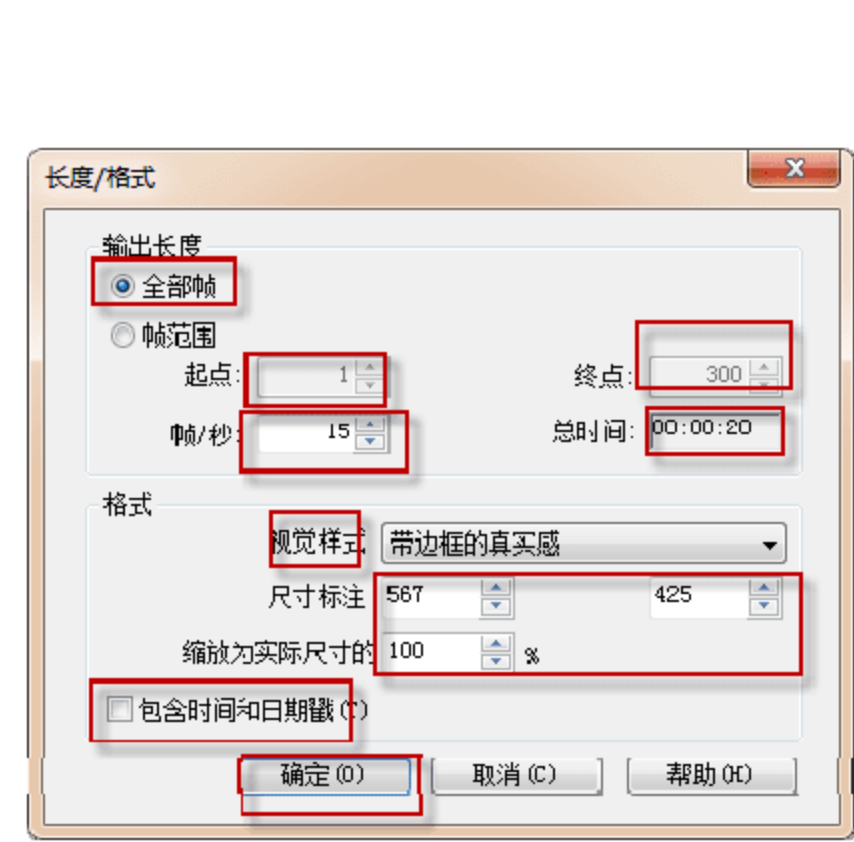 长度/格式
输出长度
全部帧
帧范围
起点: 1 终点: 300
帧/秒: 15 总时间: 00:00:20
格式
视觉样式 带边框的真实感
尺寸标注 567 425
缩放为实际尺寸的 100 %
包含时间和日期戳(T)
确定(O) 取消(C) 帮助(H)